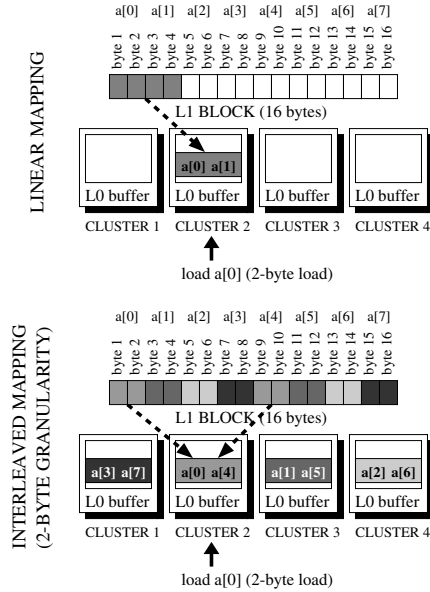 LINEAR MAPPING
a[0] a[1] a[2] a[3] a[4] a[5] a[6] a[7]
byte 1 byte 2 byte 3 byte 4 byte 5 byte 6 byte 7 byte 8 byte 9 byte 10 byte 11 byte 12 byte 13 byte 14 byte 15 byte 16
L1 BLOCK (16 bytes)
a[0] a[1]
L0 buffer L0 buffer L0 buffer L0 buffer
CLUSTER 1 CLUSTER 2 CLUSTER 3 CLUSTER 4
load a[0] (2-byte load)
INTERLEAVED MAPPING
(2-BYTE GRANULARITY)
a[0] a[1] a[2] a[3] a[4] a[5] a[6] a[7]
byte 1 byte 2 byte 3 byte 4 byte 5 byte 6 byte 7 byte 8 byte 9 byte 10 byte 11 byte 12 byte 13 byte 14 byte 15 byte 16
L1 BLOCK (16 bytes)
a[3] a[7] a[0] a[4] a[1] a[5] a[2] a[6]
L0 buffer L0 buffer L0 buffer L0 buffer
CLUSTER 1 CLUSTER 2 CLUSTER 3 CLUSTER 4
load a[0] (2-byte load)